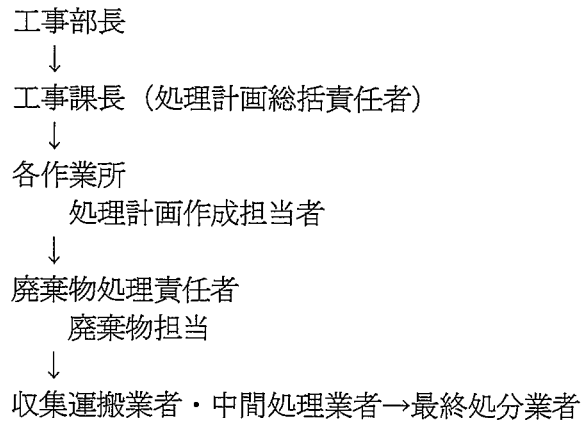 工事部長
↓
工事課長（処理計画総括責任者）
↓
各作業所
処理計画作成担当者
↓
廃棄物処理責任者
廃棄物担当
↓
収集運搬業者・中間処理業者→最終処分業者